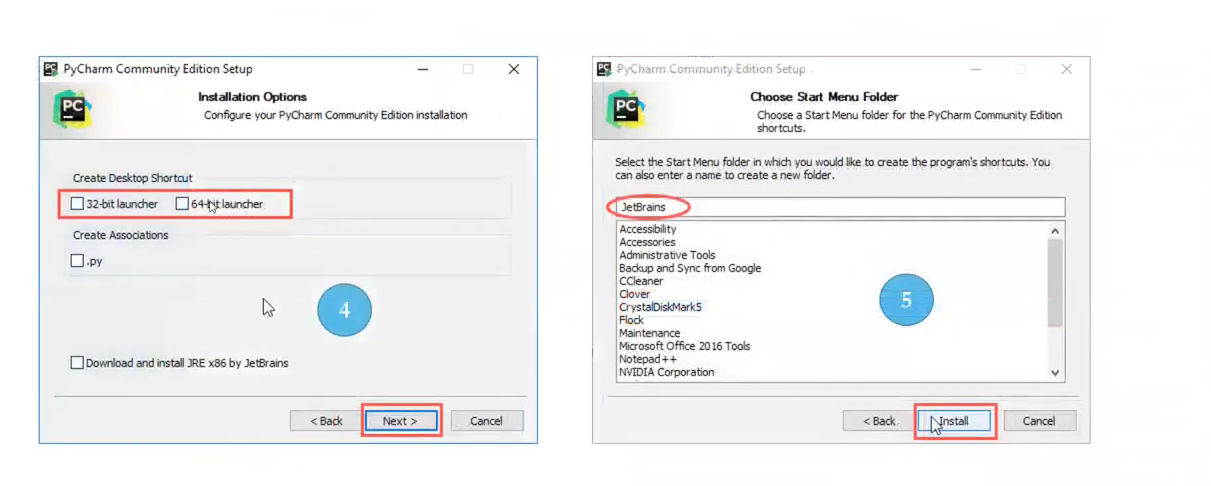 PyCharm Community Edition Setup
PC
Installation Options
Configure your PyCharm Community Edition installation
Create Desktop Shortcut
32-bit launcher 64-bit launcher
Create Associations
.py
4
Download and install JRE x86 by JetBrains
< Back Next > Cancel
PyCharm Community Edition Setup
PC
Choose Start Menu Folder
Choose a Start Menu folder for the PyCharm Community Edition
shortcuts.
Select the Start Menu folder in which you would like to create the program's shortcuts. You
can also enter a name to create a new folder.
JetBrains
Accessibility
Accessories
Administrative Tools
Backup and Sync from Google
CCleaner
Clover
CrystalDiskMark5
Flock
Maintenance
Microsoft Office 2016 Tools
Notepad++
NVIDIA Corporation
5
< Back Install Cancel